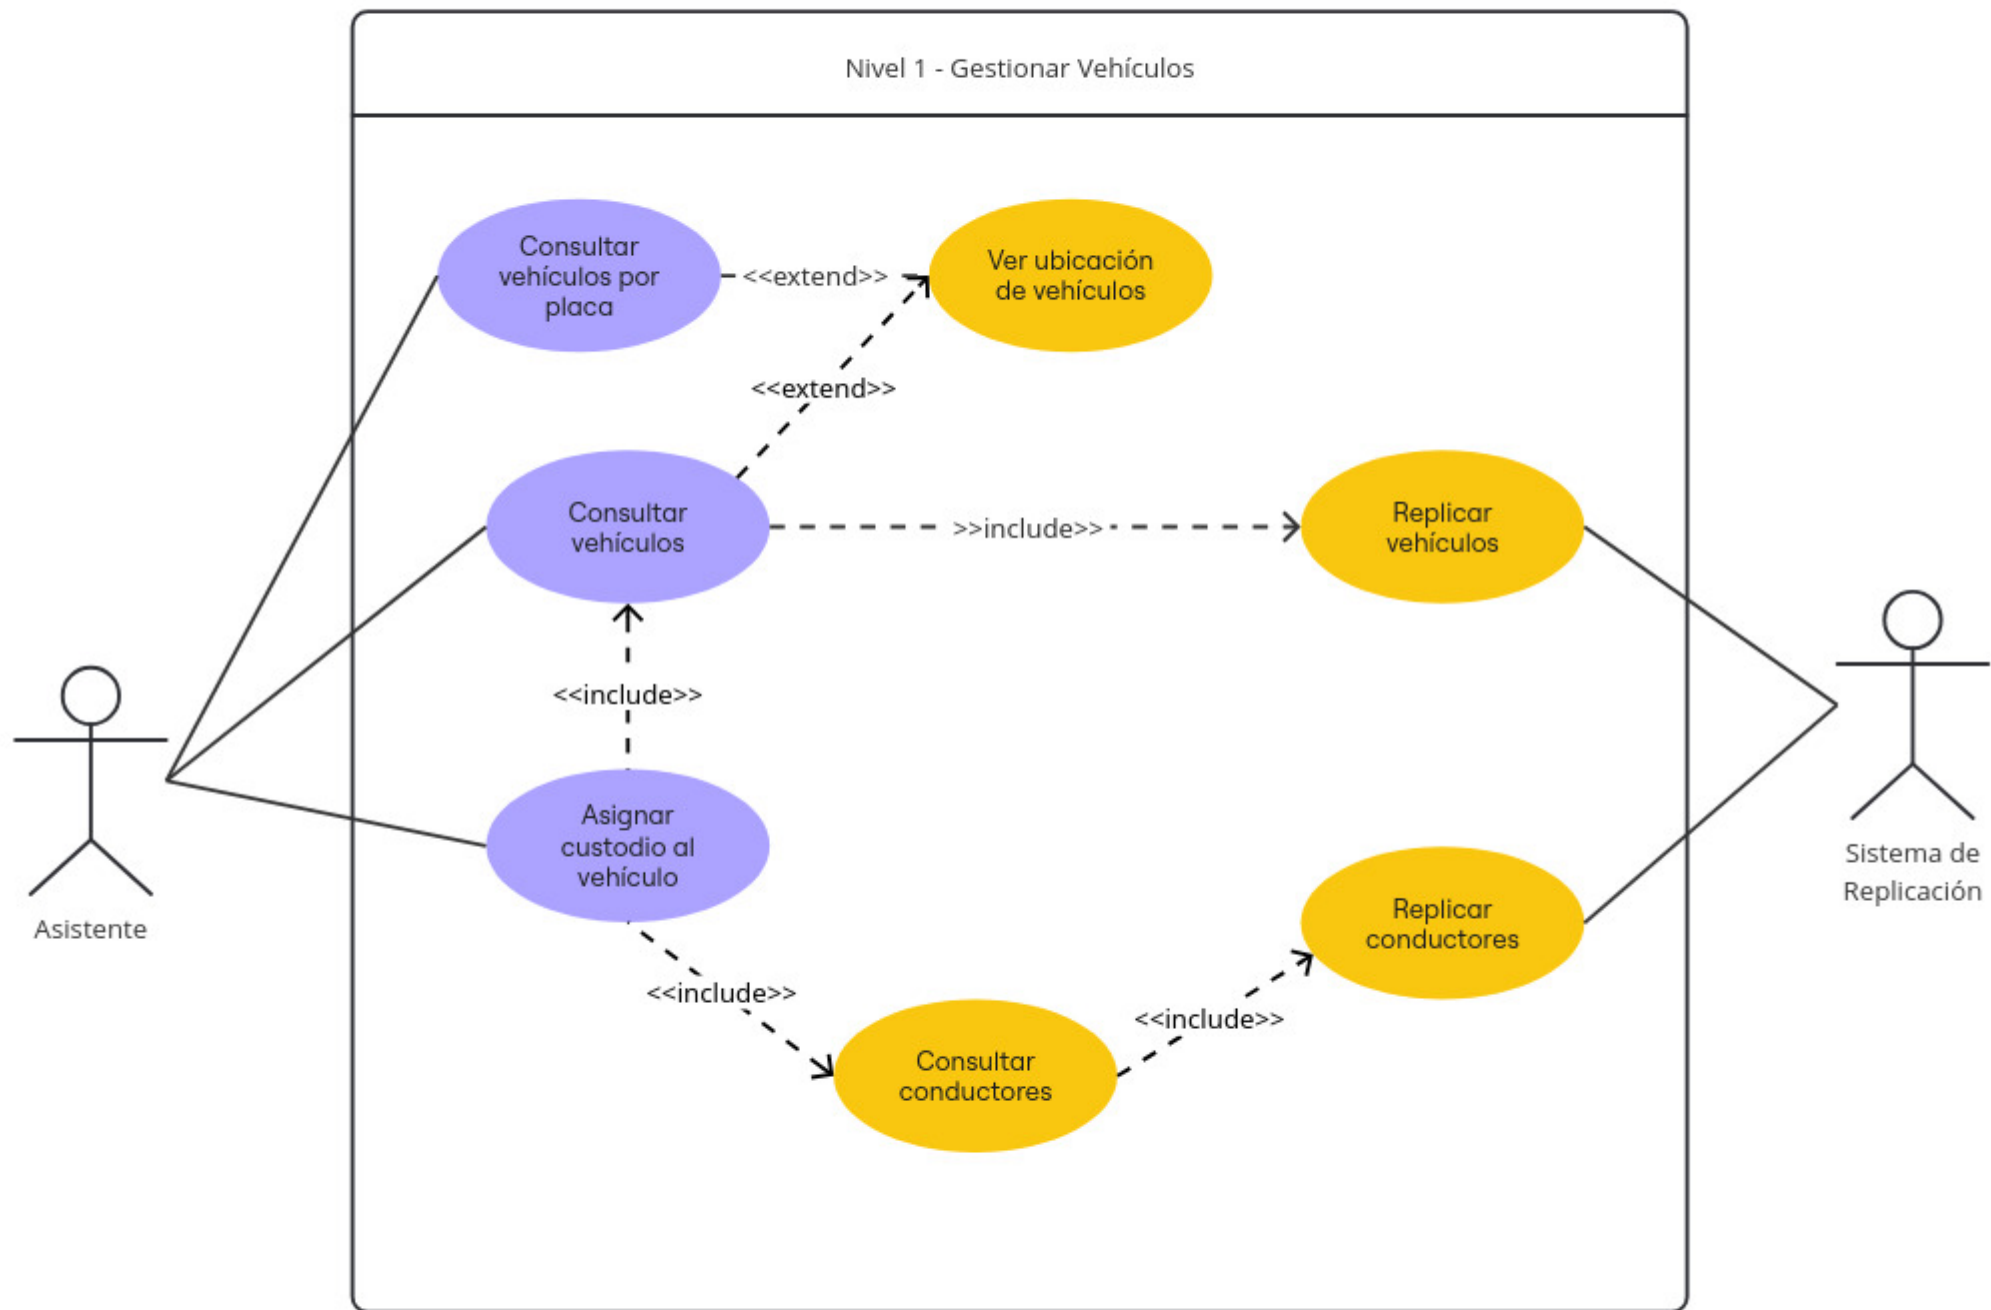 Nivel 1 - Gestionar Vehículos
Consultar
vehículos por
placa
<<extend>>
Ver ubicación
de vehículos
<<extend>>
Consultar
vehículos
>>include>>
Replicar
vehículos
<<include>>
Asignar
custodio al
vehículo
Asistente
Sistema de
Replicación
Replicar
conductores
<<include>>
<<include>>
Consultar
conductores